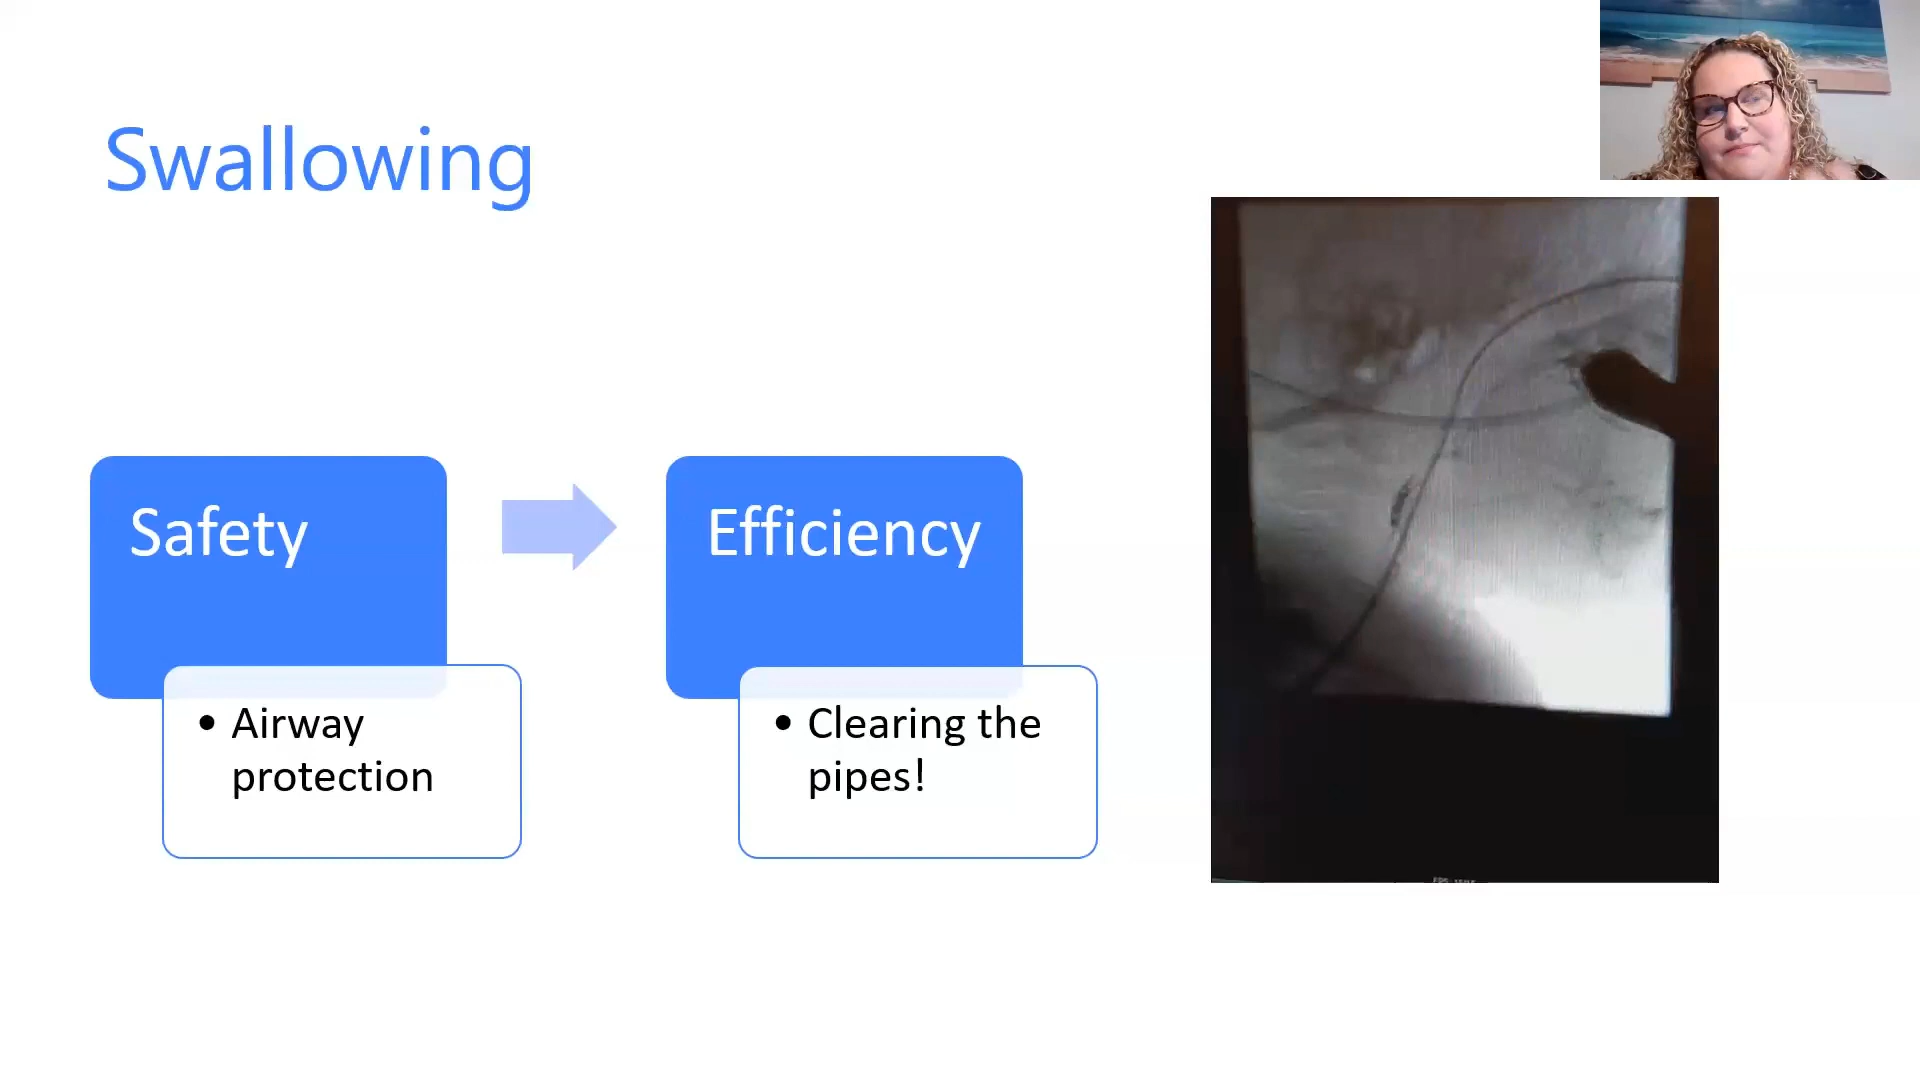 Swallowing
Safety
• Airway
protection
Efficiency
• Clearing the
pipes!